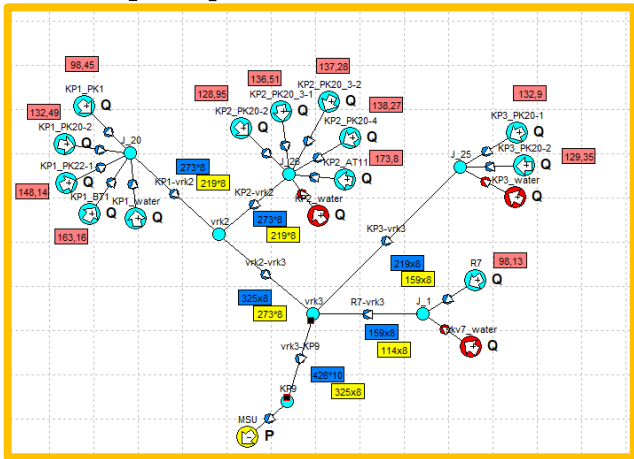 98,45
136,51
137,28
KP1_PK1
Q
128,95
KP2_PK20_3-1
KP2_PK20_3-2
Q
132,9
132,49
KP1_PK20-2
Q
KP2_PK20-2
Q
Q
138,27
KP2_PK20-4
Q
KP3_PK20-1
Q
J_20
KP1_PK22-1
Q
148,14
J_26
KP2_AT11
Q
173,8
J_25
KP3_PK20-2
Q
129,35
KP1_BT1
Q
163,16
KP1_water
Q
KP1-vrk2
273*8
219*8
KP2-vrk2
KP2_water
Q
KP3_water
Q
vrk2
273*8
219*8
KP3-vrk3
vrk2-vrk3
219x8
159x8
98,13
R7
Q
325x8
273*8
vrk3
R7-vrk3
J_1
159x8
114x8
Q
vrk3-KP9
426*10
325x8
KP9
MSU
P